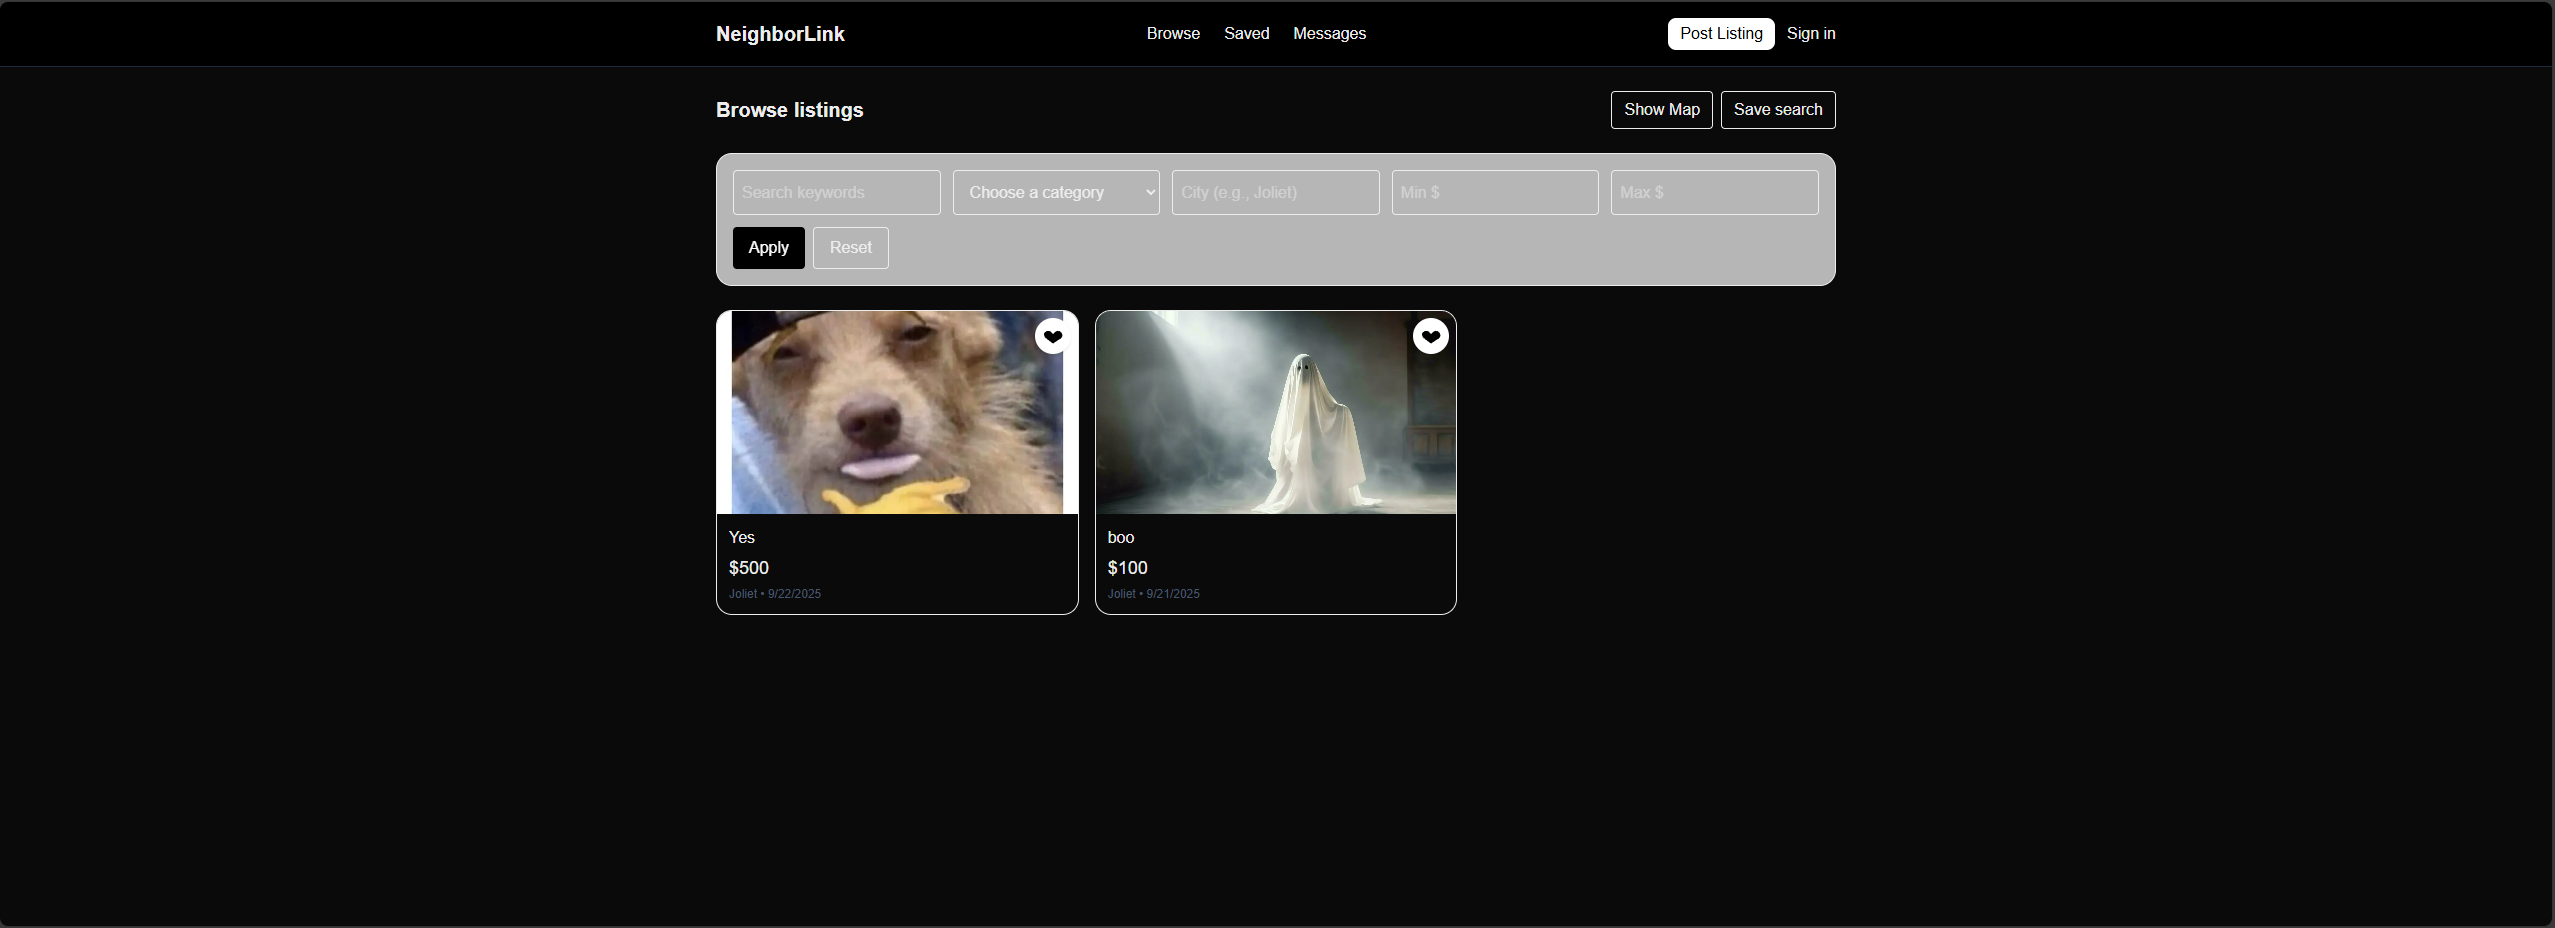 NeighborLink
Browse Saved Messages
Post Listing Sign in
Browse listings
Show Map Save search
Search keywords Choose a category City (e.g., Joliet) Min $ Max $
Apply Reset
Yes
$500
Joliet • 9/22/2025
boo
$100
Joliet • 9/21/2025